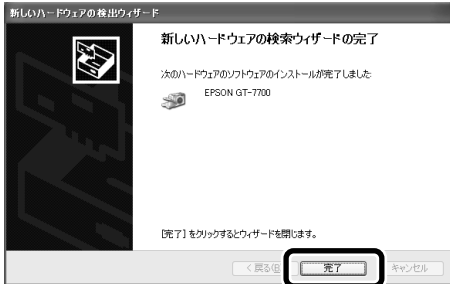 新しいハードウェアの検出ウィザード
新しいハードウェアの検索ウィザードの完了
次のハードウェアのソフトウェアのインストールが完了しました:
EPSON GT-7700
[完了] をクリックするとウィザードを閉じます。
< 戻る(B) 完了 キャンセル